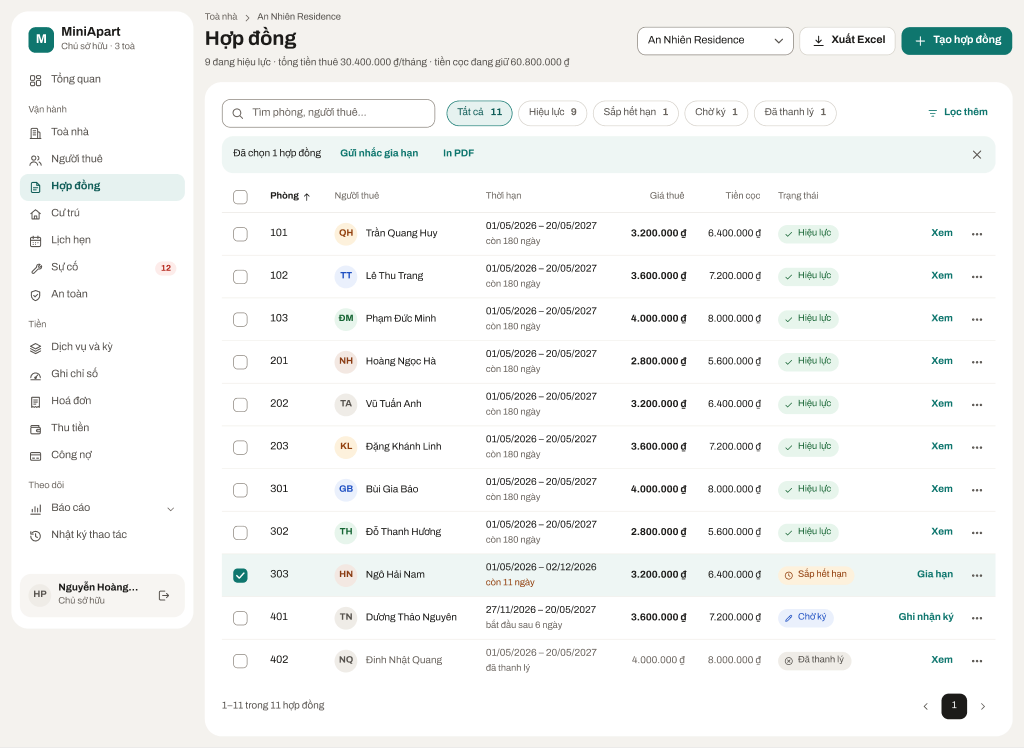 M
MiniApart
Chủ sở hữu · 3 toà
Tổng quan
Vận hành
Toà nhà
Người thuê
Hợp đồng
Cư trú
Lịch hẹn
Sự cố 12
An toàn
Tiền
Dịch vụ và kỳ
Ghi chỉ số
Hoá đơn
Thu tiền
Công nợ
Theo dõi
Báo cáo
Nhật ký thao tác
HP
Nguyễn Hoàng...
Chủ sở hữu
Toà nhà An Nhiên Residence
Hợp đồng
9 đang hiệu lực · tổng tiền thuê 30.400.000 ₫/tháng · tiền cọc đang giữ 60.800.000 ₫
An Nhiên Residence
Xuất Excel
Tạo hợp đồng
Tìm phòng, người thuê...
Tất cả 11
Hiệu lực 9
Sắp hết hạn 1
Chờ ký 1
Đã thanh lý 1
Lọc thêm
Đã chọn 1 hợp đồng Gửi nhắc gia hạn In PDF
Phòng Người thuê Thời hạn Giá thuê Tiền cọc Trạng thái
101 QH Trần Quang Huy 01/05/2026 – 20/05/2027 3.200.000 ₫ 6.400.000 ₫ Hiệu lực Xem
còn 180 ngày
102 TT Lê Thu Trang 01/05/2026 – 20/05/2027 3.600.000 ₫ 7.200.000 ₫ Hiệu lực Xem
còn 180 ngày
103 ĐM Phạm Đức Minh 01/05/2026 – 20/05/2027 4.000.000 ₫ 8.000.000 ₫ Hiệu lực Xem
còn 180 ngày
201 NH Hoàng Ngọc Hà 01/05/2026 – 20/05/2027 2.800.000 ₫ 5.600.000 ₫ Hiệu lực Xem
còn 180 ngày
202 TA Vũ Tuấn Anh 01/05/2026 – 20/05/2027 3.200.000 ₫ 6.400.000 ₫ Hiệu lực Xem
còn 180 ngày
203 KL Đặng Khánh Linh 01/05/2026 – 20/05/2027 3.600.000 ₫ 7.200.000 ₫ Hiệu lực Xem
còn 180 ngày
301 GB Bùi Gia Bảo 01/05/2026 – 20/05/2027 4.000.000 ₫ 8.000.000 ₫ Hiệu lực Xem
còn 180 ngày
302 TH Đỗ Thanh Hương 01/05/2026 – 20/05/2027 2.800.000 ₫ 5.600.000 ₫ Hiệu lực Xem
còn 180 ngày
303 HN Ngô Hải Nam 01/05/2026 – 02/12/2026 3.200.000 ₫ 6.400.000 ₫ Sắp hết hạn Gia hạn
còn 11 ngày
401 TN Dương Thảo Nguyên 27/11/2026 – 20/05/2027 3.600.000 ₫ 7.200.000 ₫ Chờ ký Ghi nhận ký
bắt đầu sau 6 ngày
402 NQ Đinh Nhật Quang 01/05/2026 – 20/05/2027 4.000.000 ₫ 8.000.000 ₫ Đã thanh lý Xem
đã thanh lý
1–11 trong 11 hợp đồng
1